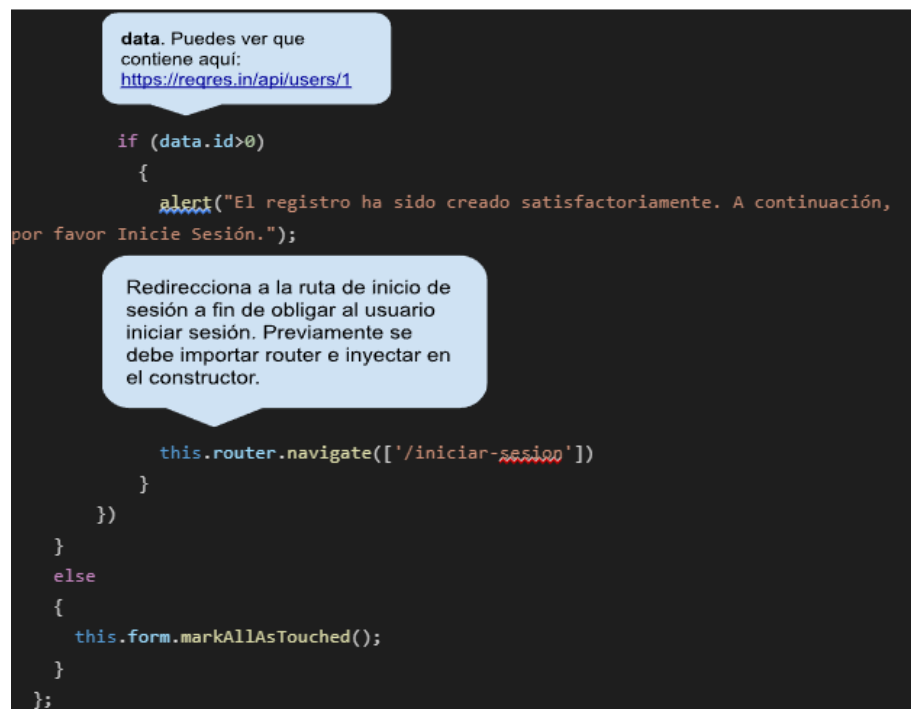 data. Puedes ver que
contiene aquí:
https://reqres.in/api/users/1
if (data.id>0)
{
alert("El registro ha sido creado satisfactoriamente. A continuación,
por favor Inicie Sesión.");
Redirecciona a la ruta de inicio de
sesión a fin de obligar al usuario
iniciar sesión. Previamente se
debe importar router e inyectar en
el constructor.
this.router.navigate(['/iniciar-sesion'])
}
})
}
else
{
this.form.markAllAsTouched();
}
};